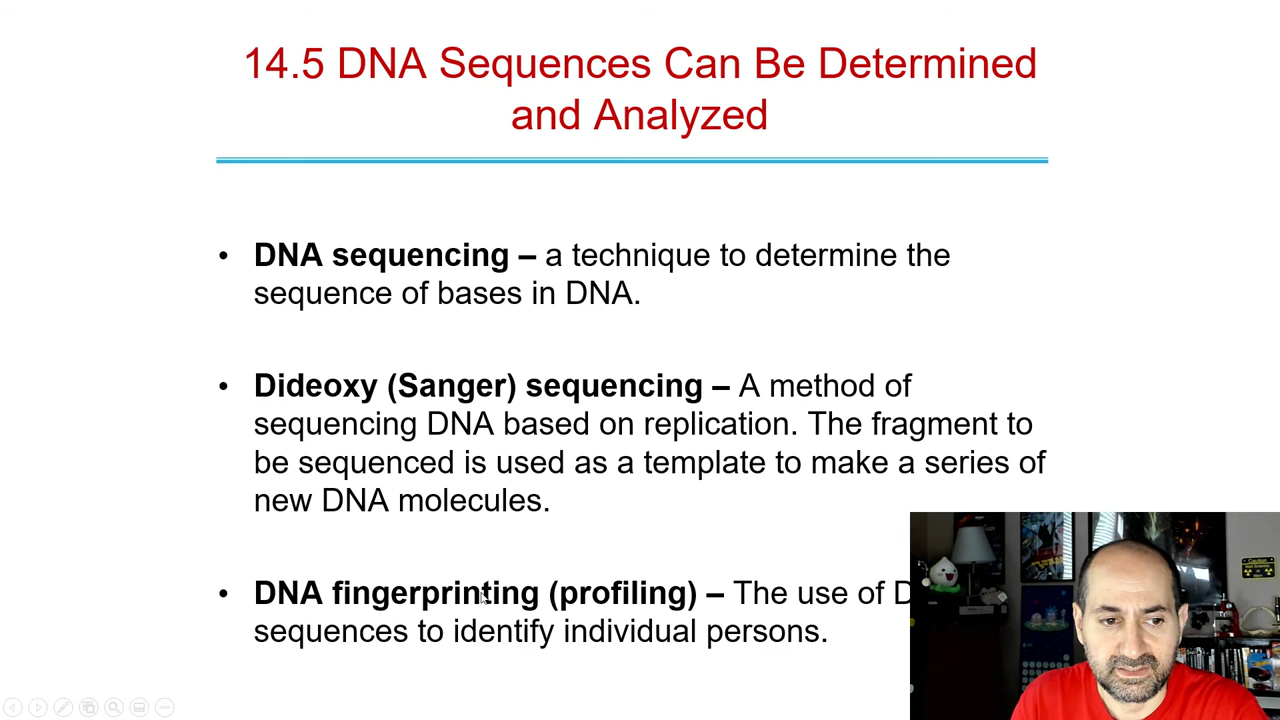 14.5 DNA Sequences Can Be Determined
and Analyzed
• DNA sequencing – a technique to determine the
sequence of bases in DNA.
• Dideoxy (Sanger) sequencing – A method of
sequencing DNA based on replication. The fragment to
be sequenced is used as a template to make a series of
new DNA molecules.
• DNA fingerprinting (profiling) – The use of
sequences to identify individual persons.
Caution